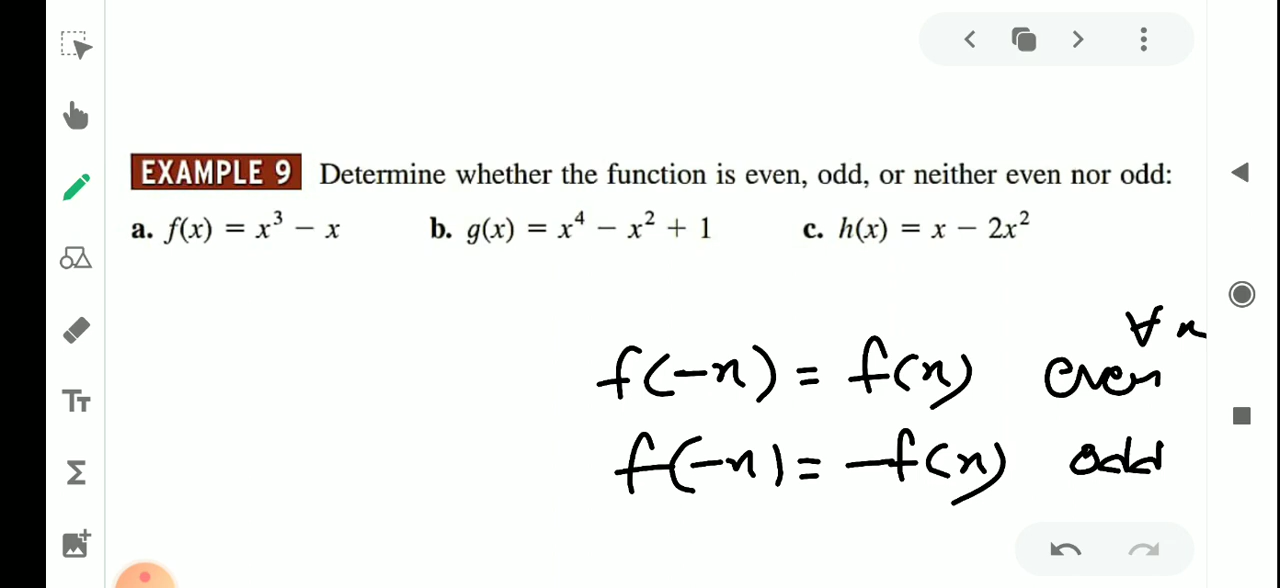 EXAMPLE 9 Determine whether the function is even, odd, or neither even nor odd:
a. f(x) = x³ − x b. g(x) = x⁴ − x² + 1 c. h(x) = x − 2x²
∀ x
f(-x) = f(x) even
f(-x) = -f(x) odd
Tт
Σ